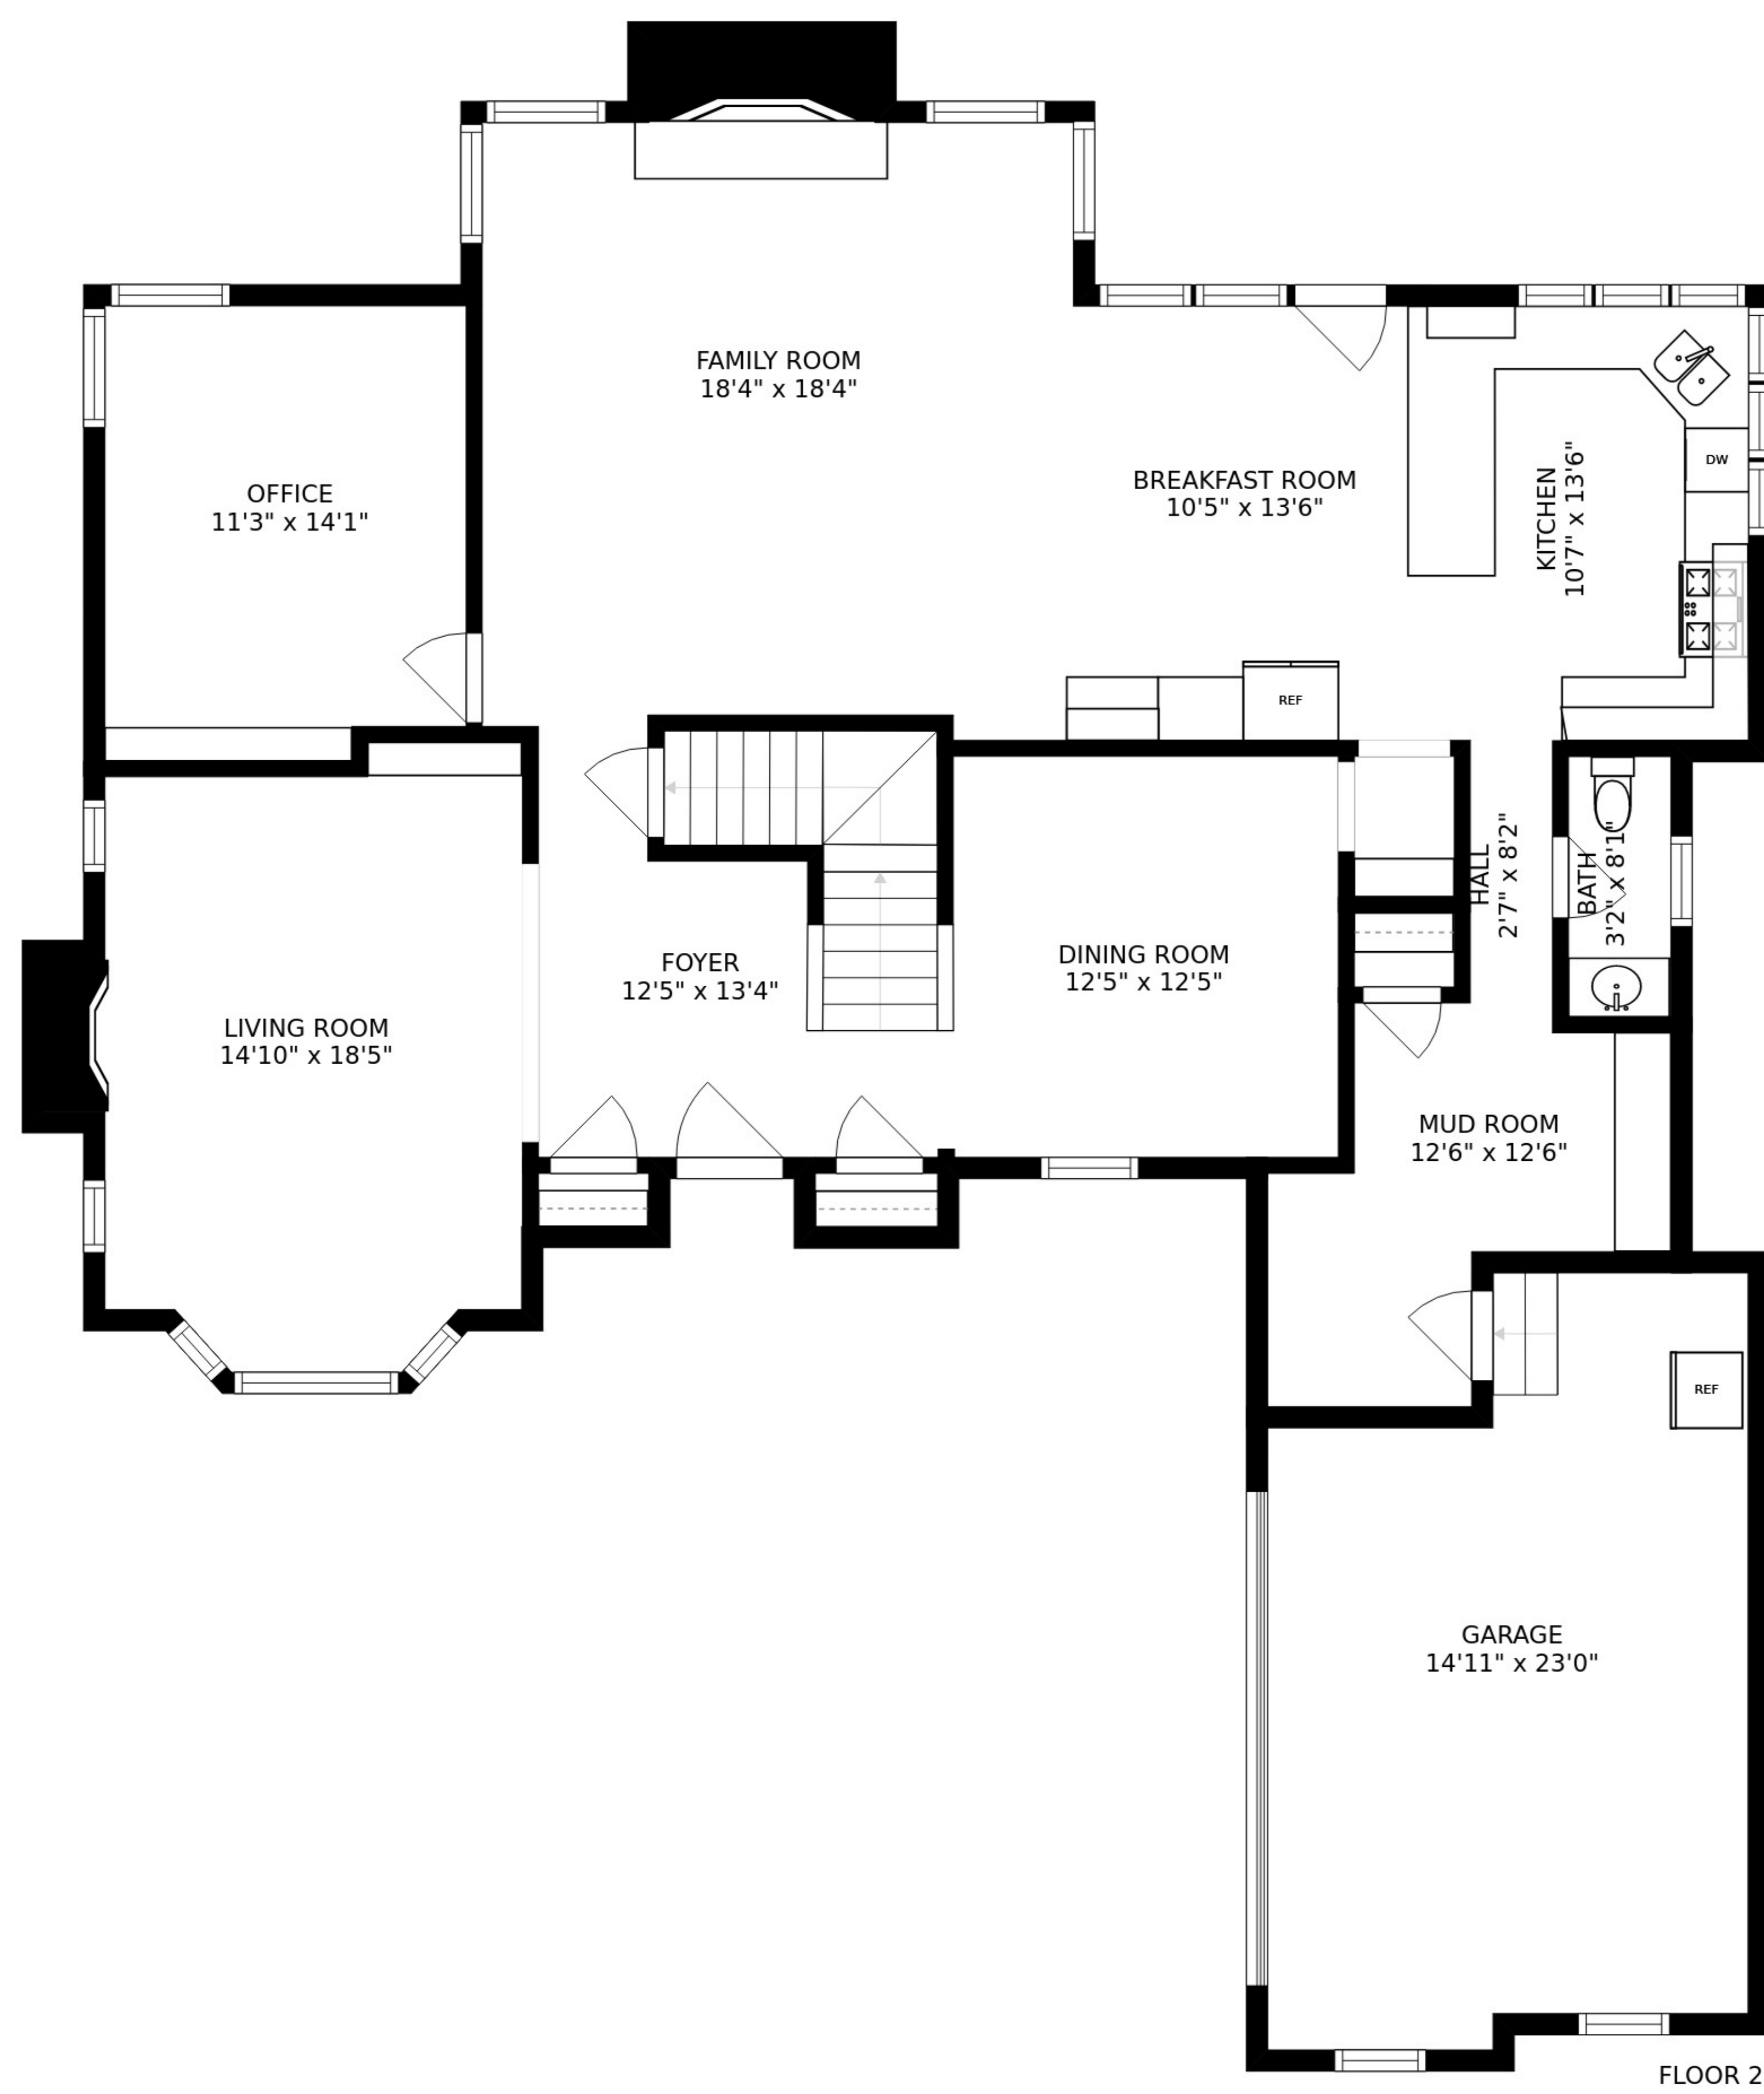 FAMILY ROOM
18'4" x 18'4"
OFFICE
11'3" x 14'1"
BREAKFAST ROOM
10'5" x 13'6"
KITCHEN
10'7" x 13'6"
DW
REF
HALL
2'7" x 8'2"
BATH
3'2" x 8'1"
FOYER
12'5" x 13'4"
DINING ROOM
12'5" x 12'5"
LIVING ROOM
14'10" x 18'5"
MUD ROOM
12'6" x 12'6"
REF
GARAGE
14'11" x 23'0"
FLOOR 2